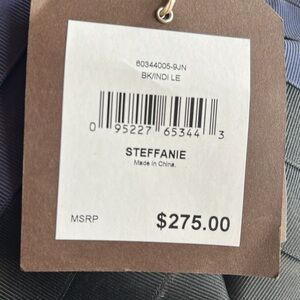 60344005-9JN
BK/INDI LE
0 95227 65344 3
STEFFANIE
Made in China.
MSRP $275.00